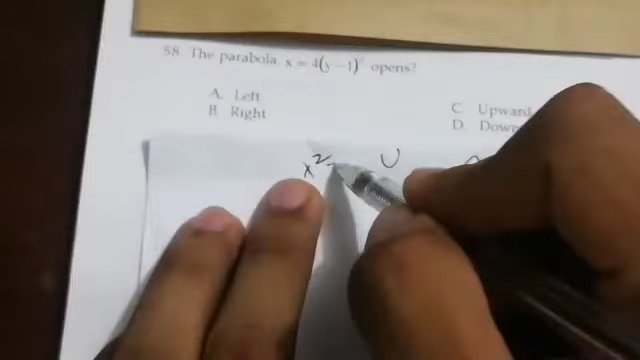 58. The parabola x = 4(y − 1)² opens?
A. Left
B. Right
C. Upward
D.
x² -